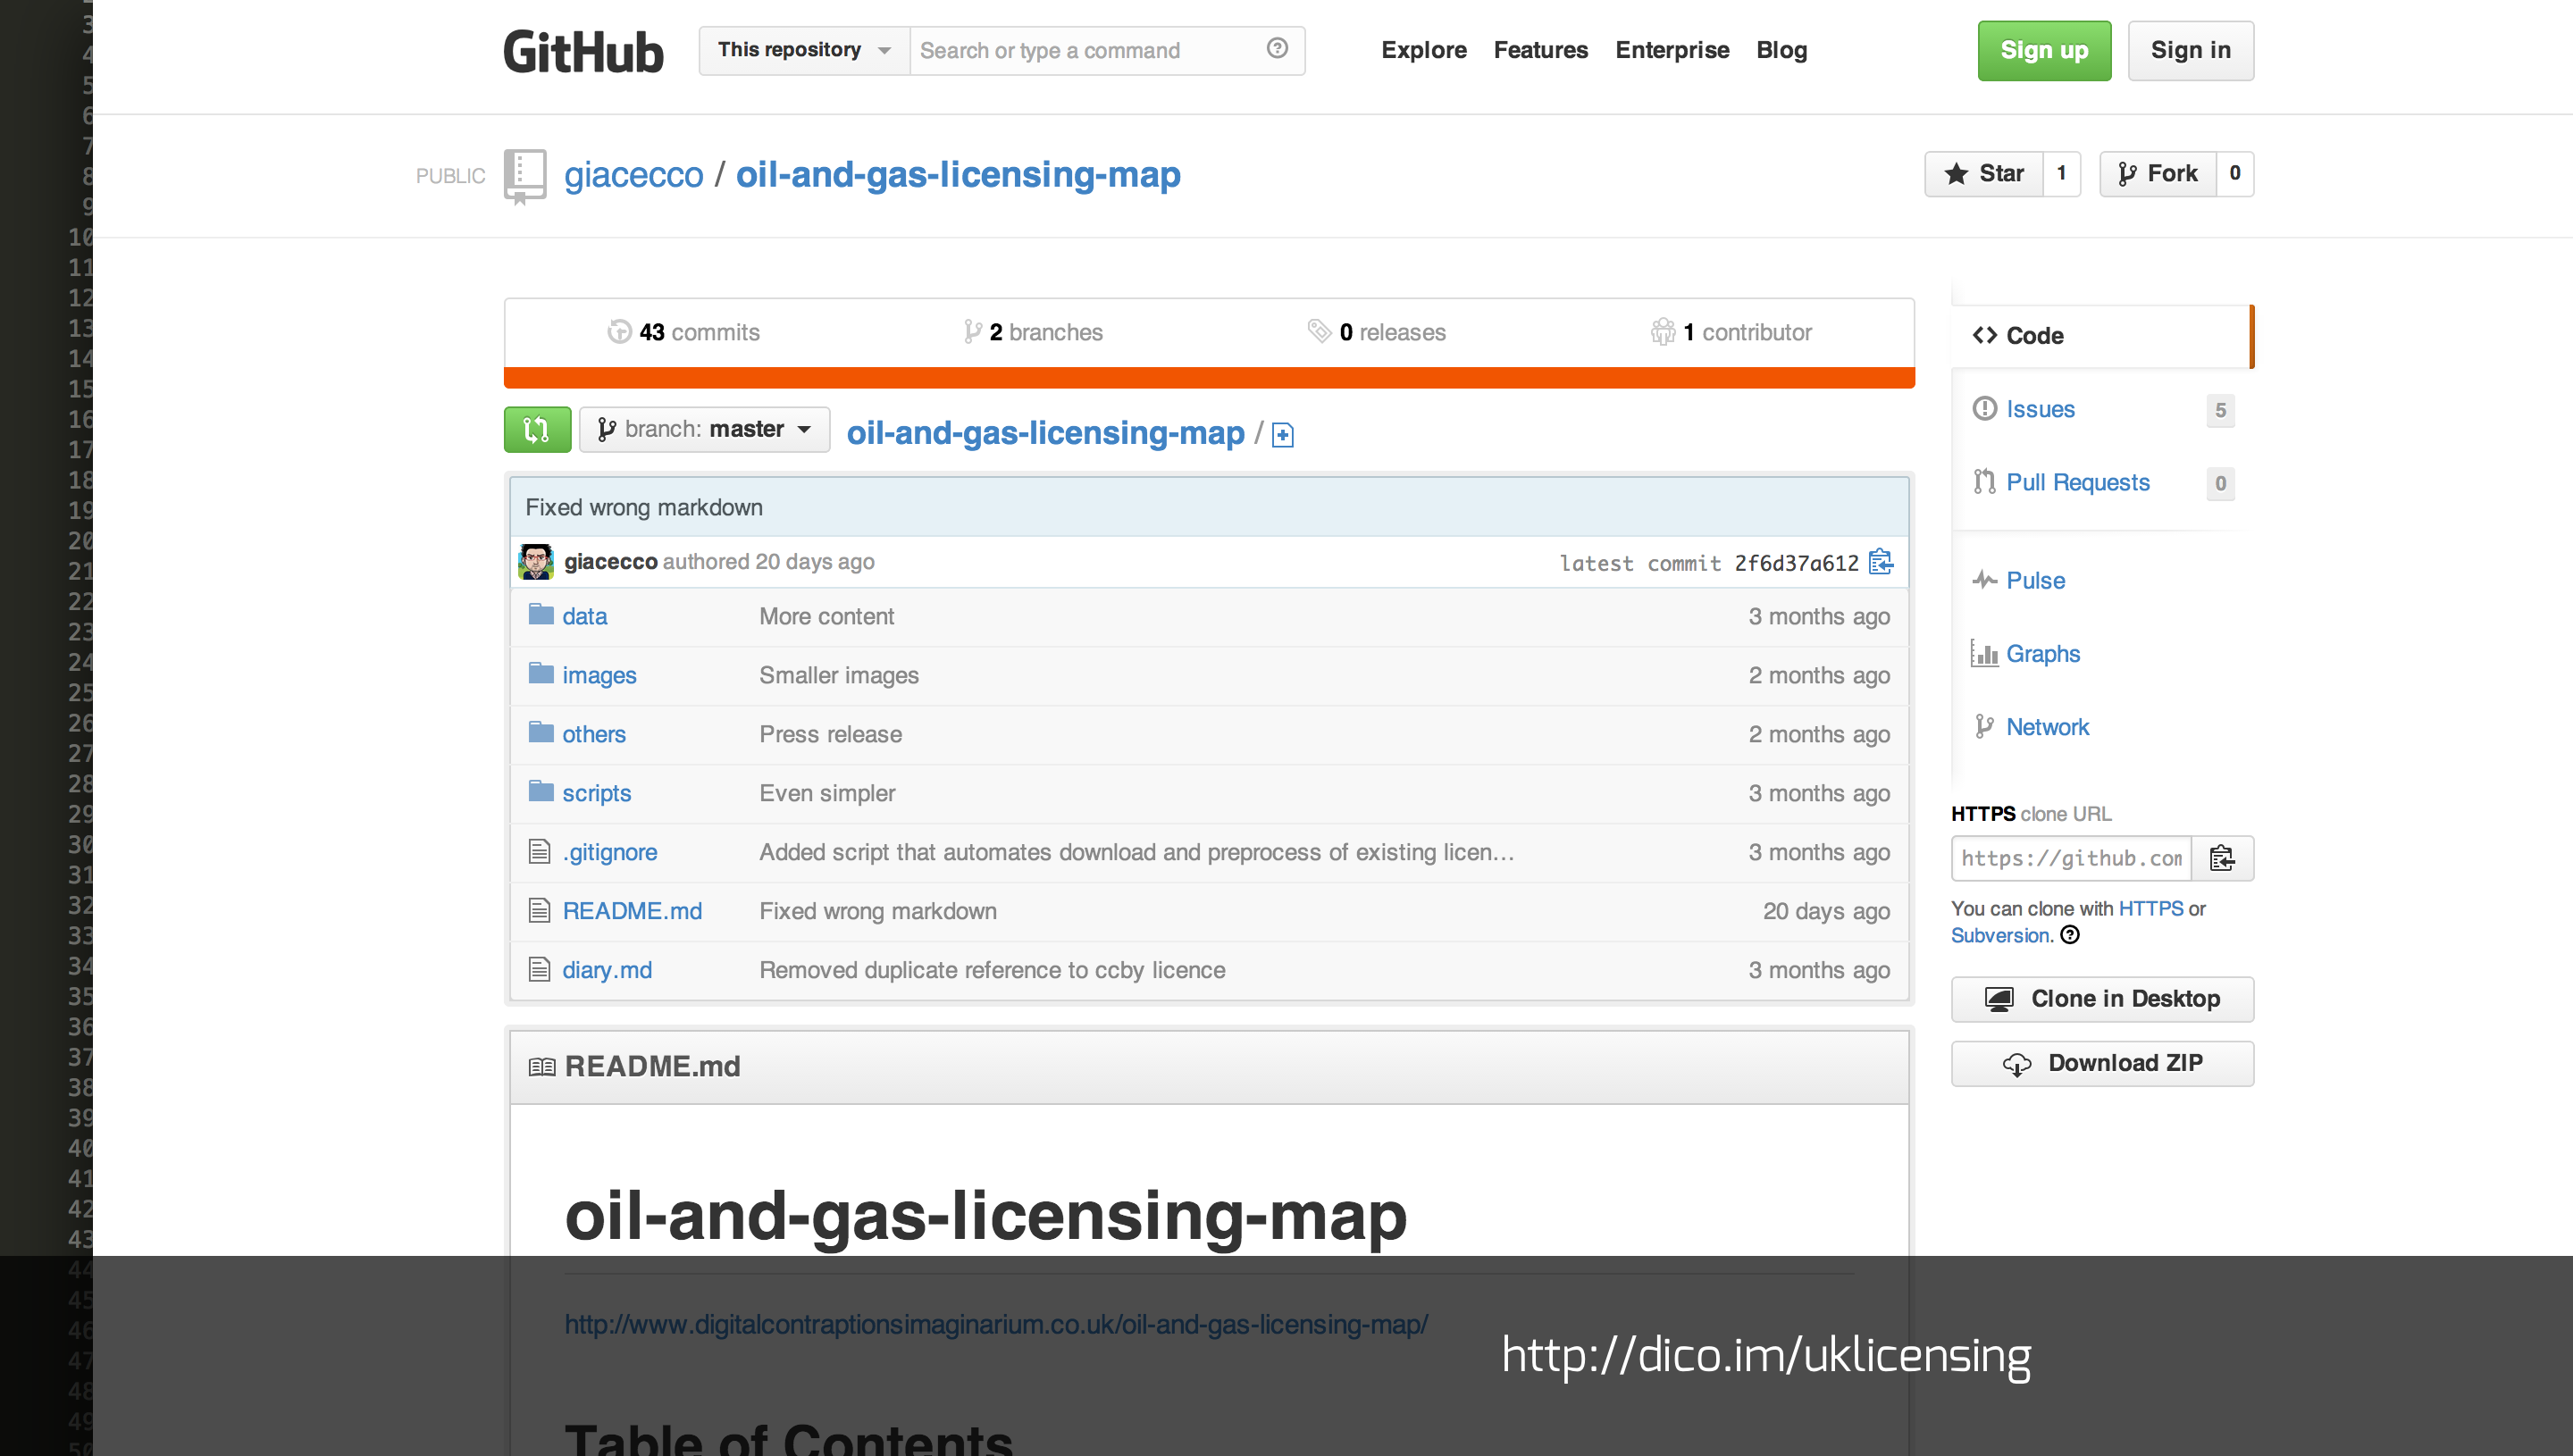 GitHub This repository Search or type a command Explore Features Enterprise Blog Sign up Sign in
PUBLIC giacecco / oil-and-gas-licensing-map Star 1 Fork 0
43 commits 2 branches 0 releases 1 contributor
branch: master oil-and-gas-licensing-map /
Fixed wrong markdown
giacecco authored 20 days ago latest commit 2f6d37a612
data More content 3 months ago
images Smaller images 2 months ago
others Press release 2 months ago
scripts Even simpler 3 months ago
.gitignore Added script that automates download and preprocess of existing licen... 3 months ago
README.md Fixed wrong markdown 20 days ago
diary.md Removed duplicate reference to ccby licence 3 months ago
Code
Issues 5
Pull Requests 0
Pulse
Graphs
Network
HTTPS clone URL
https://github.com
You can clone with HTTPS or
Subversion.
Clone in Desktop
Download ZIP
README.md
oil-and-gas-licensing-map
http://www.digitalcontraptionsimaginarium.co.uk/oil-and-gas-licensing-map/
http://dico.im/uklicensing
Table of Contents
3
4
5
6
7
8
9
10
11
12
13
14
15
16
17
18
19
20
21
22
23
24
25
26
27
28
29
30
31
32
33
34
35
36
37
38
39
40
41
42
43
44
45
46
47
48
49
50